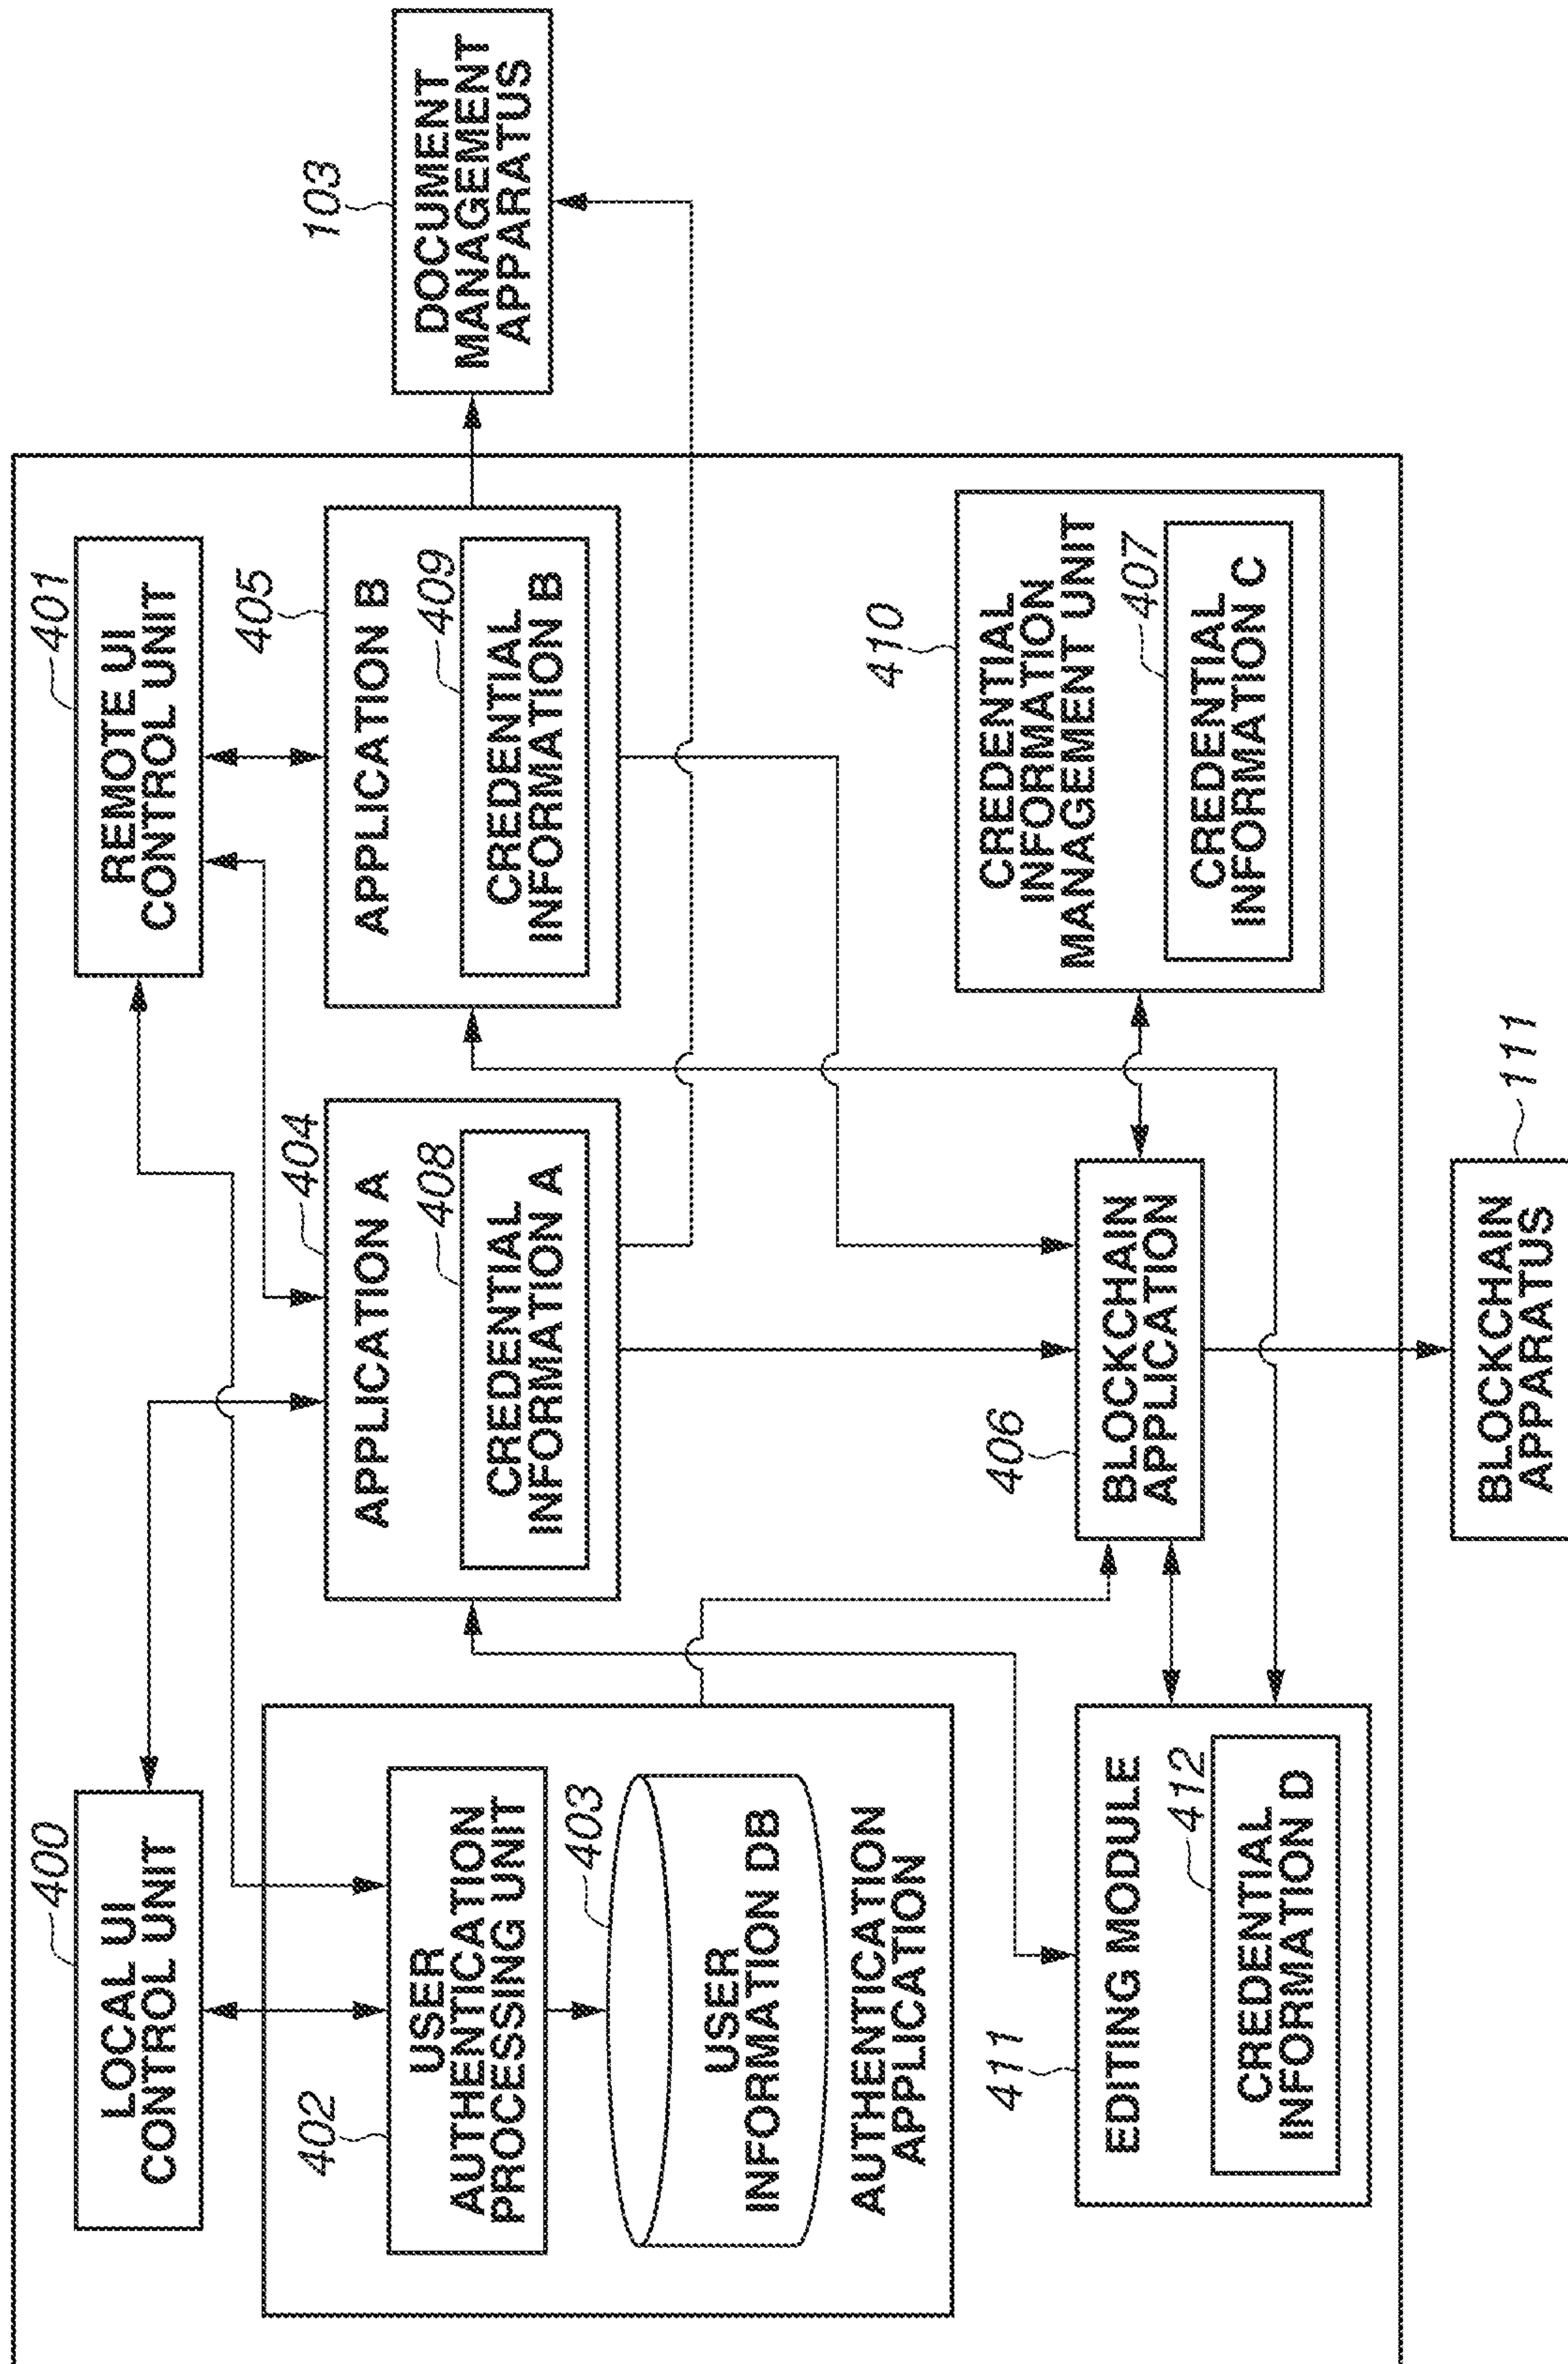 400
LOCAL UI
CONTROL UNIT
401
REMOTE UI
CONTROL UNIT
402
USER
AUTHENTICATION
PROCESSING UNIT
403
USER
INFORMATION DB
AUTHENTICATION
APPLICATION
404
APPLICATION A
408
CREDENTIAL
INFORMATION A
405
APPLICATION B
409
CREDENTIAL
INFORMATION B
103
DOCUMENT
MANAGEMENT
APPARATUS
411
EDITING MODULE
412
CREDENTIAL
INFORMATION D
406
BLOCKCHAIN
APPLICATION
410
CREDENTIAL
INFORMATION
MANAGEMENT UNIT
407
CREDENTIAL
INFORMATION C
BLOCKCHAIN
APPARATUS
111